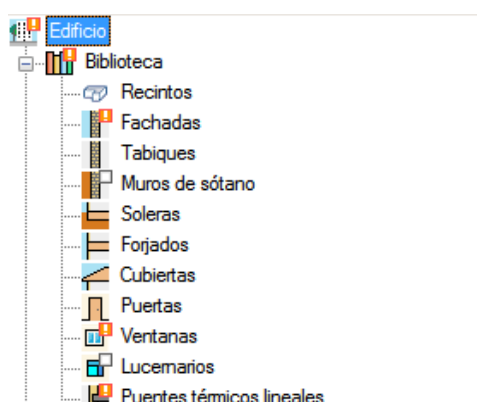 Edificio
Biblioteca
Recintos
Fachadas
Tabiques
Muros de sótano
Soleras
Forjados
Cubiertas
Puertas
Ventanas
Lucernarios
Puentes térmicos lineales